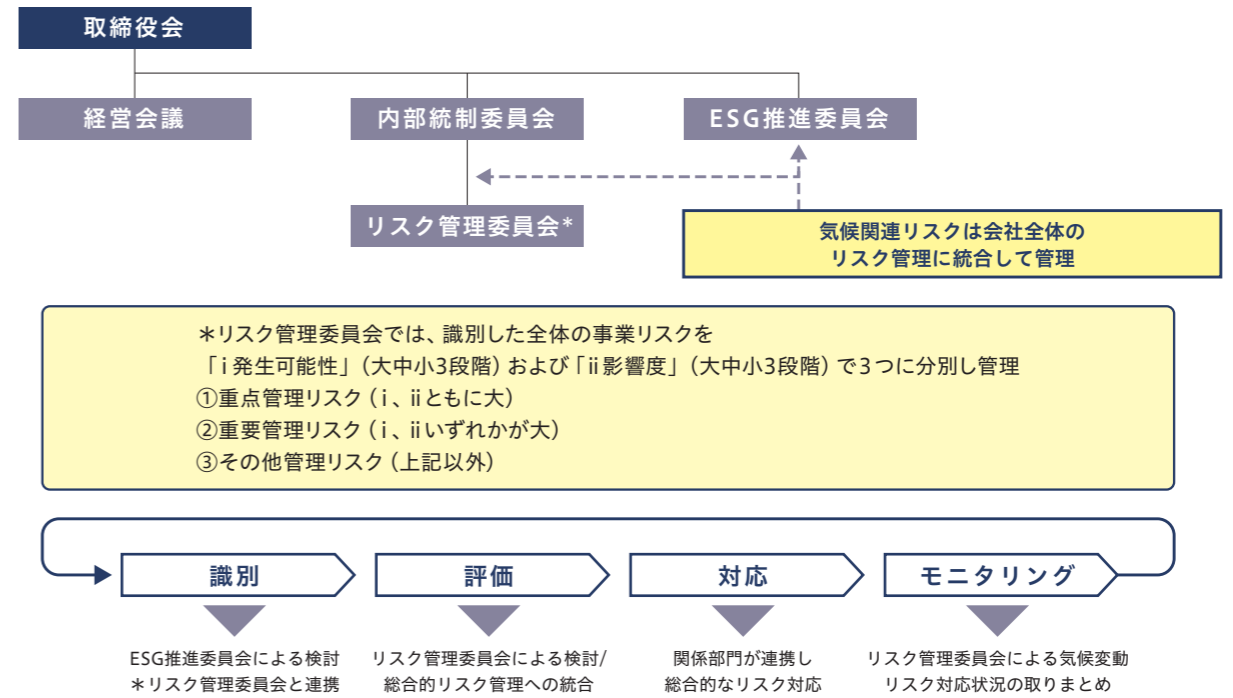 取締役会
経営会議
内部統制委員会
ESG推進委員会
リスク管理委員会*
気候関連リスクは会社全体の
リスク管理に統合して管理
＊リスク管理委員会では、識別した全体の事業リスクを
「ⅰ発生可能性」（大中小3段階）および「ⅱ影響度」（大中小3段階）で3つに分別し管理
①重点管理リスク（ⅰ、ⅱともに大）
②重要管理リスク（ⅰ、ⅱいずれかが大）
③その他管理リスク（上記以外）
識別
評価
対応
モニタリング
ESG推進委員会による検討
＊リスク管理委員会と連携
リスク管理委員会による検討/
総合的リスク管理への統合
関係部門が連携し
総合的なリスク対応
リスク管理委員会による気候変動
リスク対応状況の取りまとめ